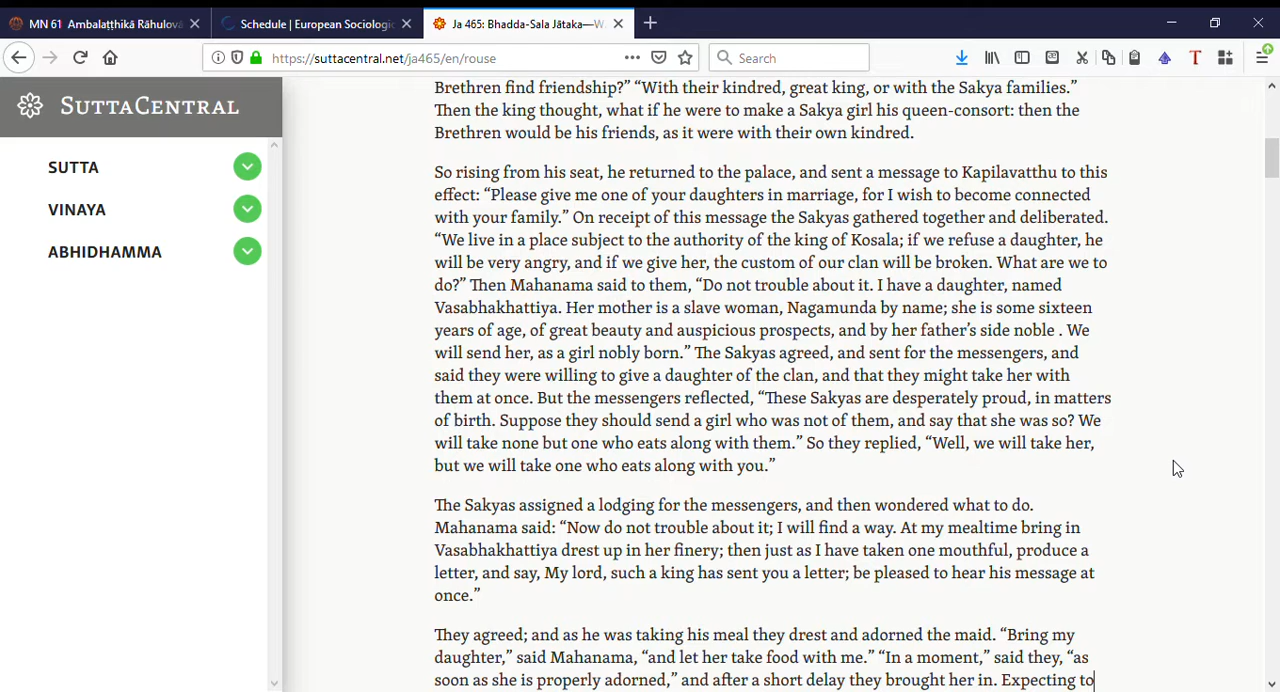 MN 61 Ambalaṭṭhikā Rāhulov
Schedule | European Sociologi
Ja 465: Bhadda-Sala Jātaka—W
https://suttacentral.net/ja465/en/rouse
Search
SUTTACENTRAL
SUTTA
VINAYA
ABHIDHAMMA
Brethren find friendship?” “With their kindred, great king, or with the Sakya families.”
Then the king thought, what if he were to make a Sakya girl his queen-consort: then the
Brethren would be his friends, as it were with their own kindred.
So rising from his seat, he returned to the palace, and sent a message to Kapilavatthu to this
effect: “Please give me one of your daughters in marriage, for I wish to become connected
with your family.” On receipt of this message the Sakyas gathered together and deliberated.
“We live in a place subject to the authority of the king of Kosala; if we refuse a daughter, he
will be very angry, and if we give her, the custom of our clan will be broken. What are we to
do?” Then Mahanama said to them, “Do not trouble about it. I have a daughter, named
Vasabhakhattiya. Her mother is a slave woman, Nagamunda by name; she is some sixteen
years of age, of great beauty and auspicious prospects, and by her father’s side noble . We
will send her, as a girl nobly born.” The Sakyas agreed, and sent for the messengers, and
said they were willing to give a daughter of the clan, and that they might take her with
them at once. But the messengers reflected, “These Sakyas are desperately proud, in matters
of birth. Suppose they should send a girl who was not of them, and say that she was so? We
will take none but one who eats along with them.” So they replied, “Well, we will take her,
but we will take one who eats along with you.”
The Sakyas assigned a lodging for the messengers, and then wondered what to do.
Mahanama said: “Now do not trouble about it; I will find a way. At my mealtime bring in
Vasabhakhattiya drest up in her finery; then just as I have taken one mouthful, produce a
letter, and say, My lord, such a king has sent you a letter; be pleased to hear his message at
once.”
They agreed; and as he was taking his meal they drest and adorned the maid. “Bring my
daughter,” said Mahanama, “and let her take food with me.” “In a moment,” said they, “as
soon as she is properly adorned,” and after a short delay they brought her in. Expecting to